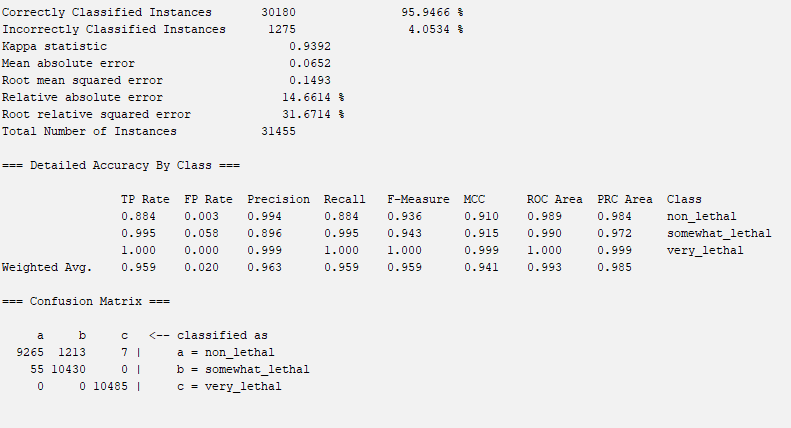 Correctly Classified Instances       30180               95.9466 %
Incorrectly Classified Instances      1275                4.0534 %
Kappa statistic                          0.9392
Mean absolute error                      0.0652
Root mean squared error                  0.1493
Relative absolute error                 14.6614 %
Root relative squared error             31.6714 %
Total Number of Instances            31455
=== Detailed Accuracy By Class ===
                 TP Rate  FP Rate  Precision  Recall   F-Measure  MCC      ROC Area  PRC Area  Class
                 0.884    0.003    0.994      0.884    0.936      0.910    0.989     0.984     non_lethal
                 0.995    0.058    0.896      0.995    0.943      0.915    0.990     0.972     somewhat_lethal
                 1.000    0.000    0.999      1.000    1.000      0.999    1.000     0.999     very_lethal
Weighted Avg.    0.959    0.020    0.963      0.959    0.959      0.941    0.993     0.985
=== Confusion Matrix ===
     a     b     c   <-- classified as
  9265  1213     7 |     a = non_lethal
    55 10430     0 |     b = somewhat_lethal
     0     0 10485 |     c = very_lethal